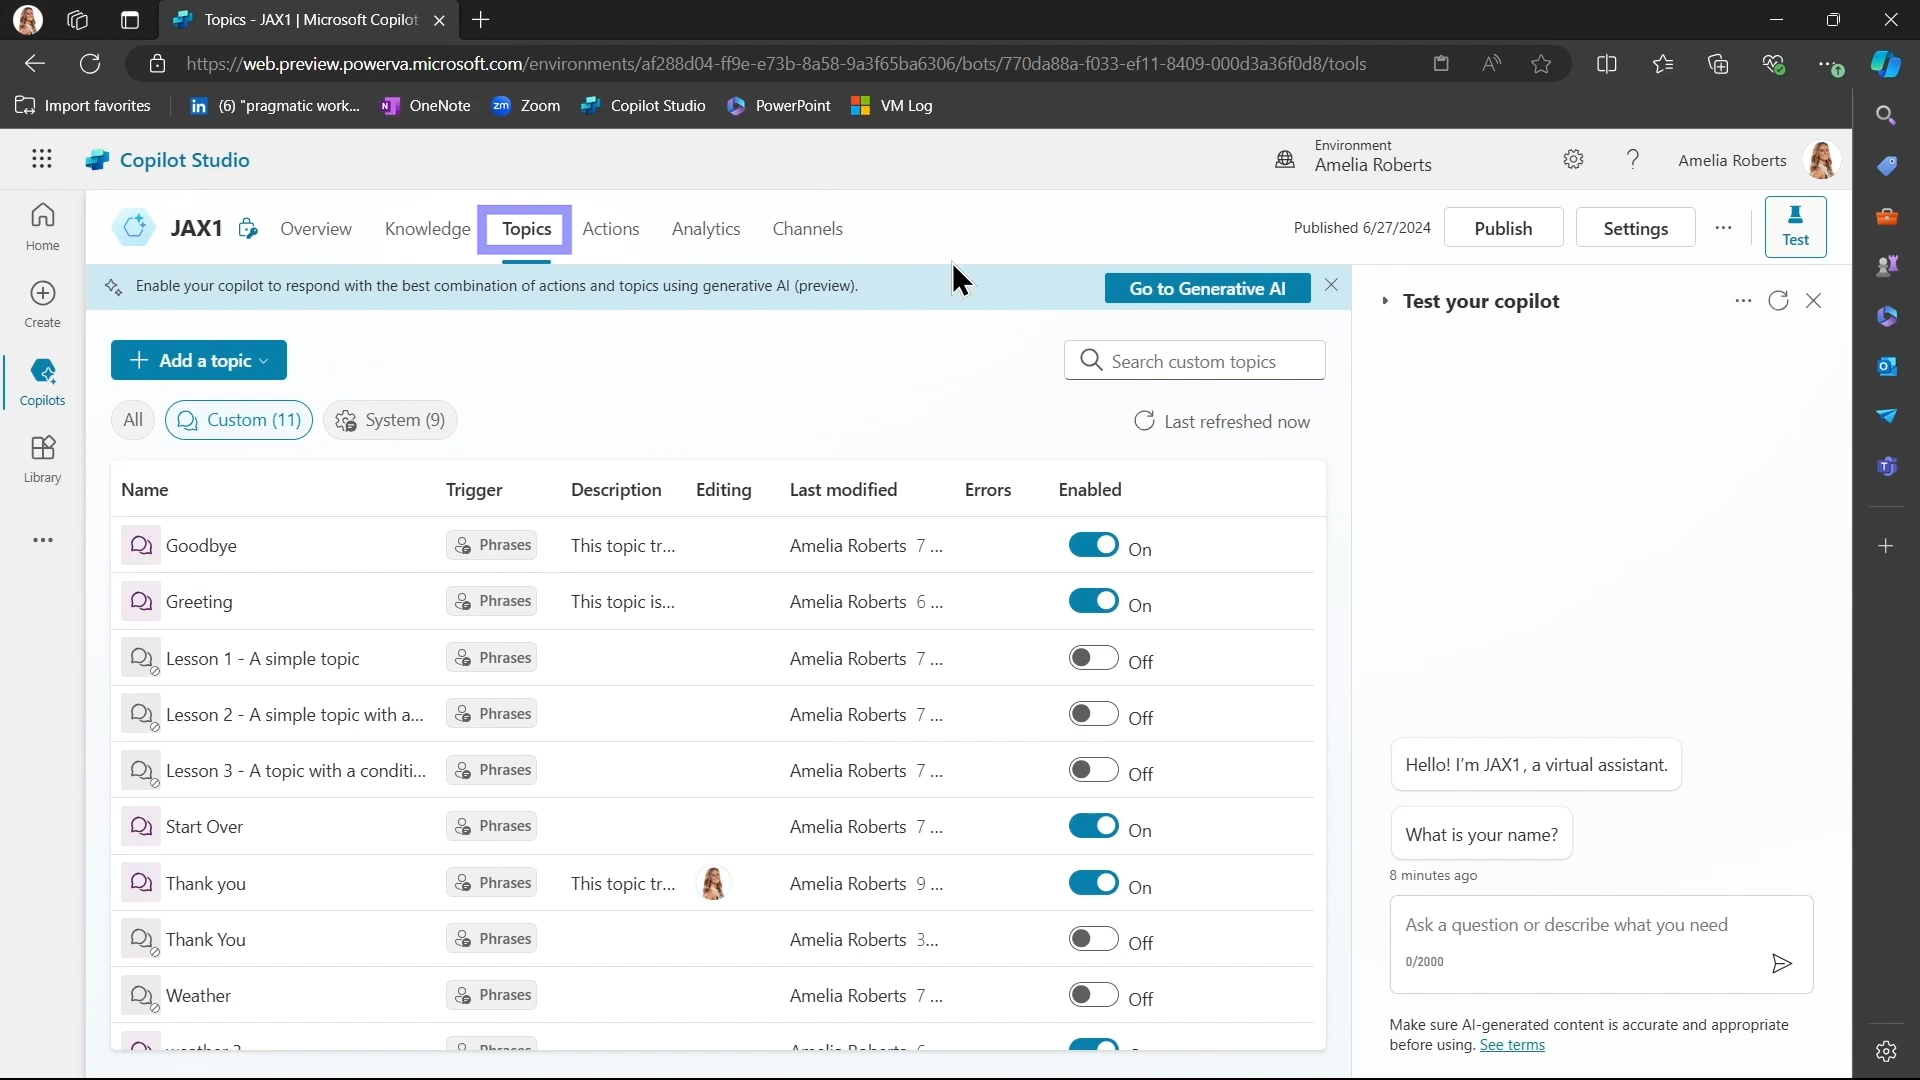 Topics - JAX1 | Microsoft Copilot
https://web.preview.powerva.microsoft.com/environments/af288d04-ff9e-e73b-8a58-9a3f65ba6306/bots/770da88a-f033-ef11-8409-000d3a36f0d8/tools
Import favorites
in (6) "pragmatic work...
OneNote
zm Zoom
Copilot Studio
PowerPoint
VM Log
Copilot Studio
Environment
Amelia Roberts
?
Amelia Roberts
JAX1
Overview
Knowledge
Topics
Actions
Analytics
Channels
Published 6/27/2024
Publish
Settings
Test
Home
Create
Copilots
Library
Enable your copilot to respond with the best combination of actions and topics using generative AI (preview).
Go to Generative AI
Add a topic
Search custom topics
All
Custom (11)
System (9)
Last refreshed now
Name Trigger Description Editing Last modified Errors Enabled
Goodbye Phrases This topic tr... Amelia Roberts 7 ... On
Greeting Phrases This topic is... Amelia Roberts 6 ... On
Lesson 1 - A simple topic Phrases Amelia Roberts 7 ... Off
Lesson 2 - A simple topic with a... Phrases Amelia Roberts 7 ... Off
Lesson 3 - A topic with a conditi... Phrases Amelia Roberts 7 ... Off
Start Over Phrases Amelia Roberts 7 ... On
Thank you Phrases This topic tr... Amelia Roberts 9 ... On
Thank You Phrases Amelia Roberts 3... Off
Weather Phrases Amelia Roberts 7 ... Off
Test your copilot
Hello! I'm JAX1, a virtual assistant.
What is your name?
8 minutes ago
Ask a question or describe what you need
0/2000
Make sure AI-generated content is accurate and appropriate
before using. See terms